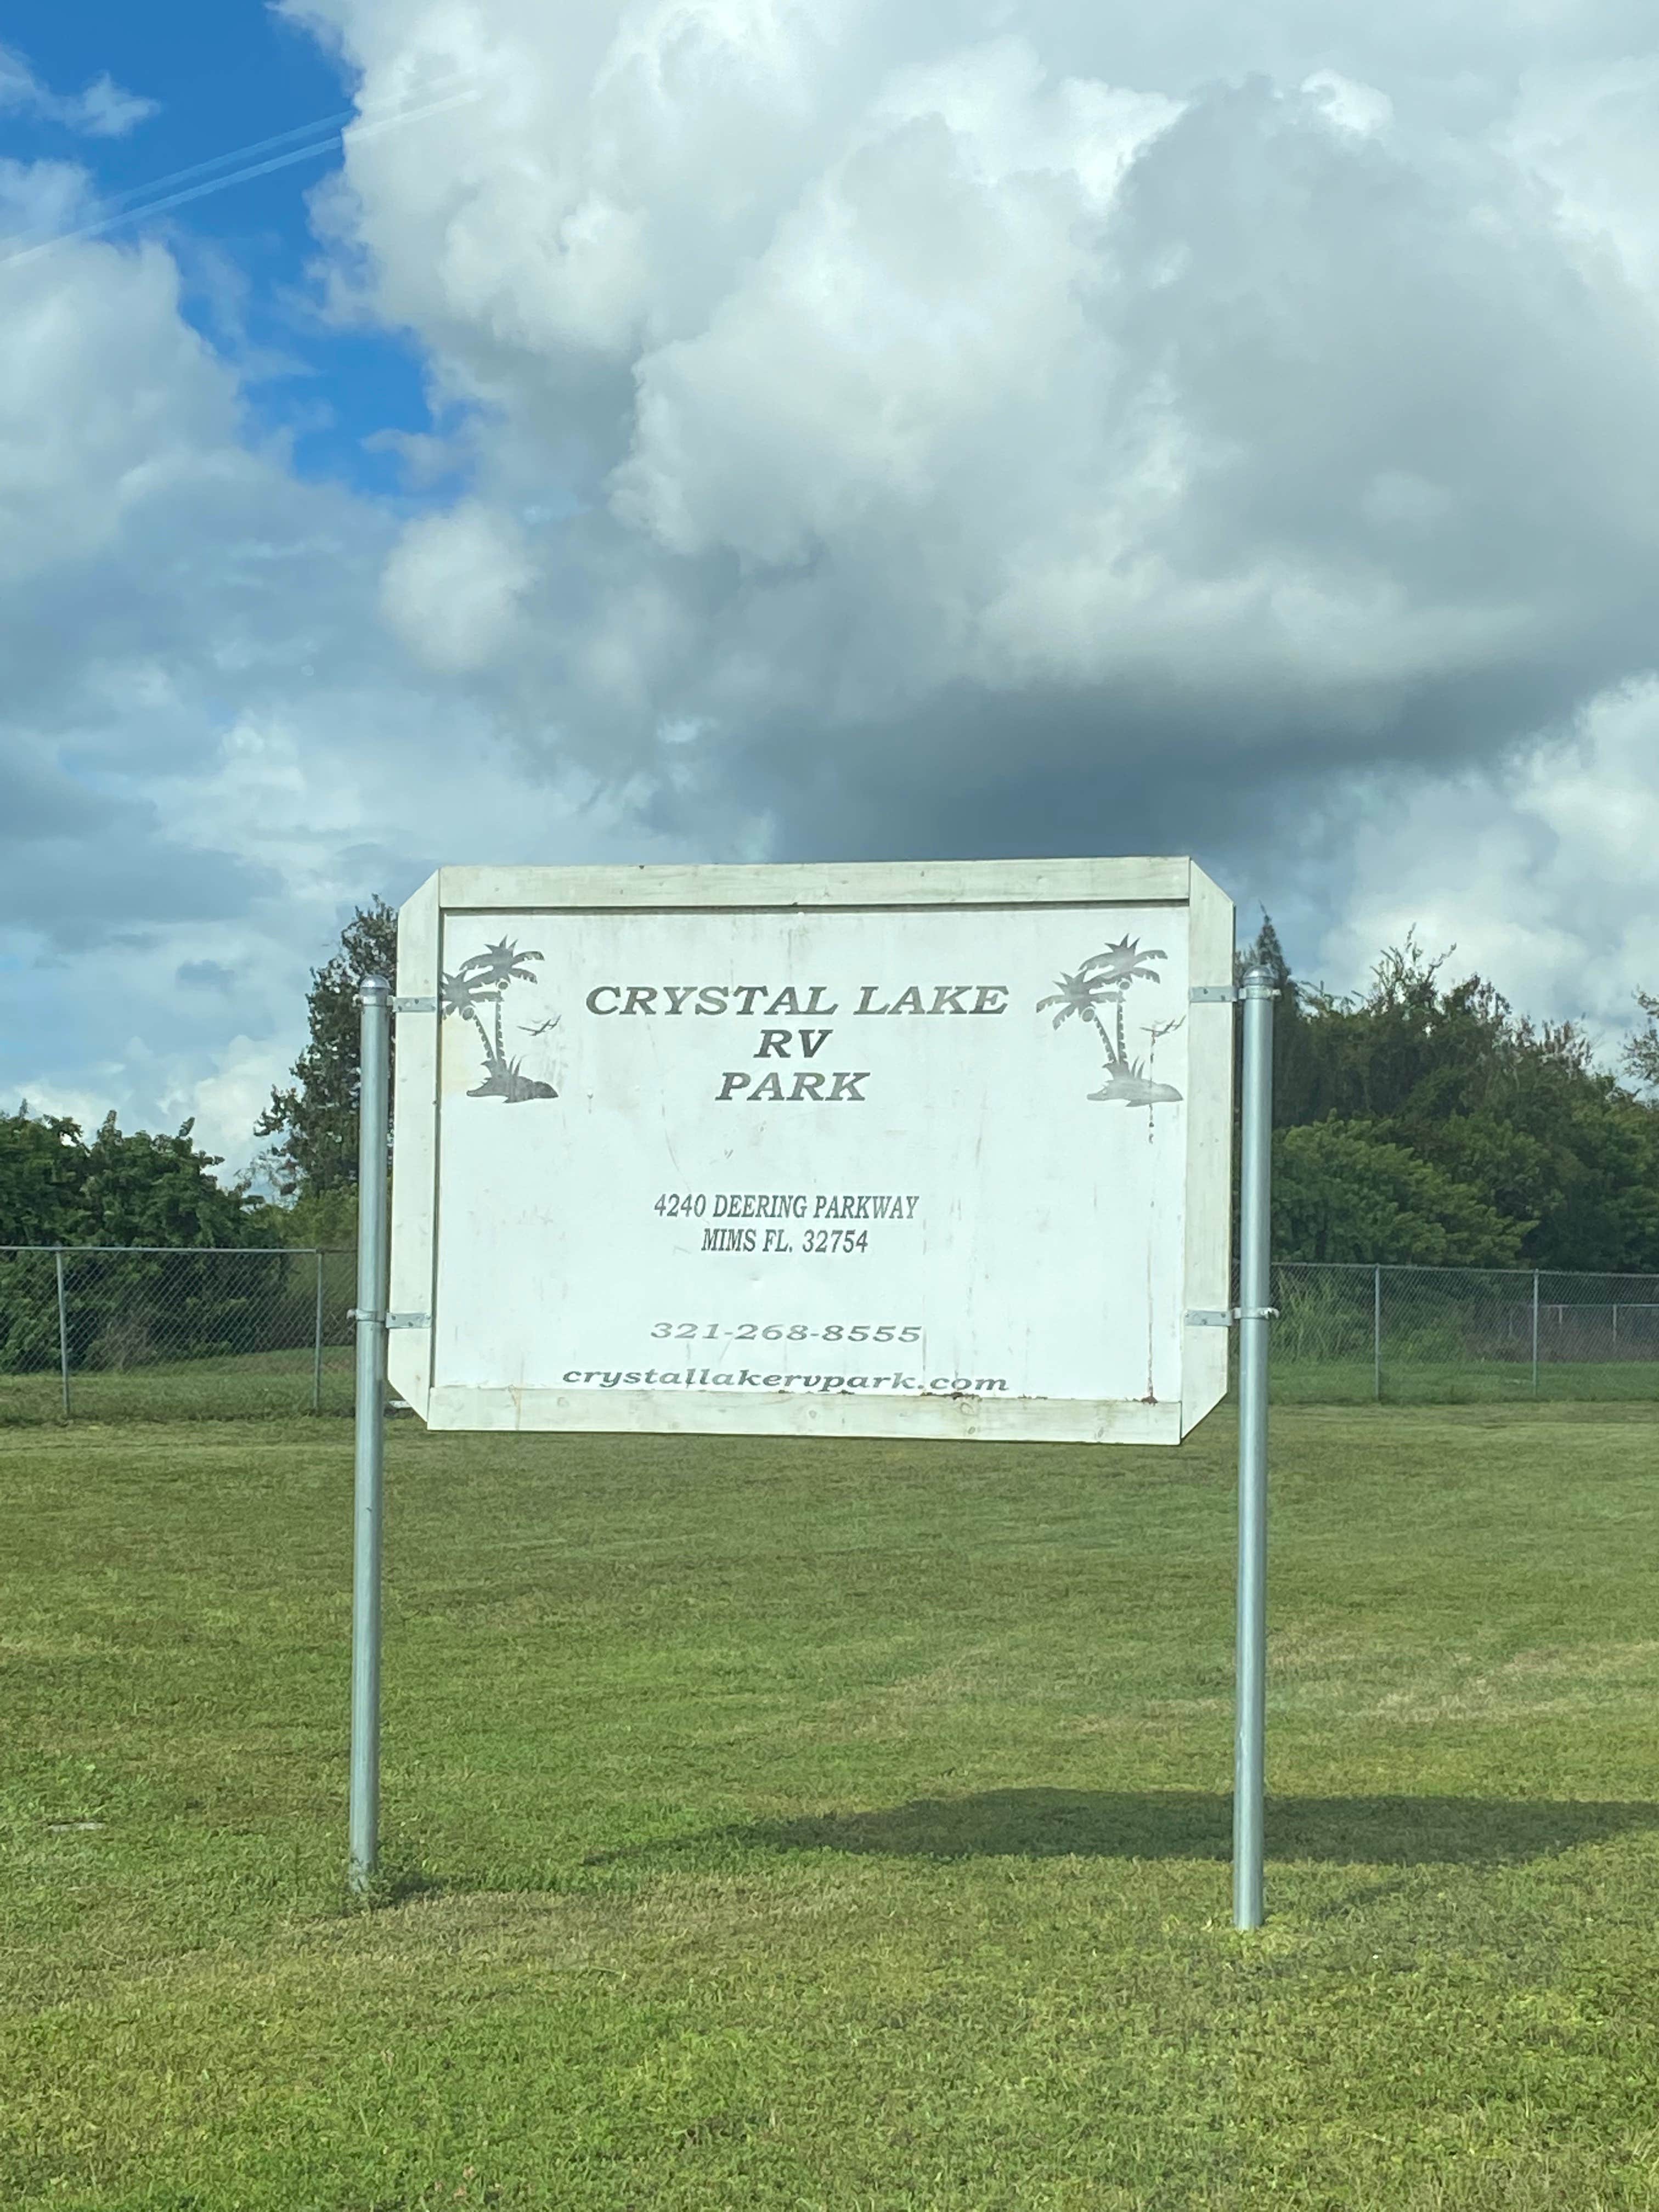 CRYSTAL LAKE
RV
PARK
4240 DEERING PARKWAY
MIMS FL. 32754
321-268-8555
crystallakervpark.com